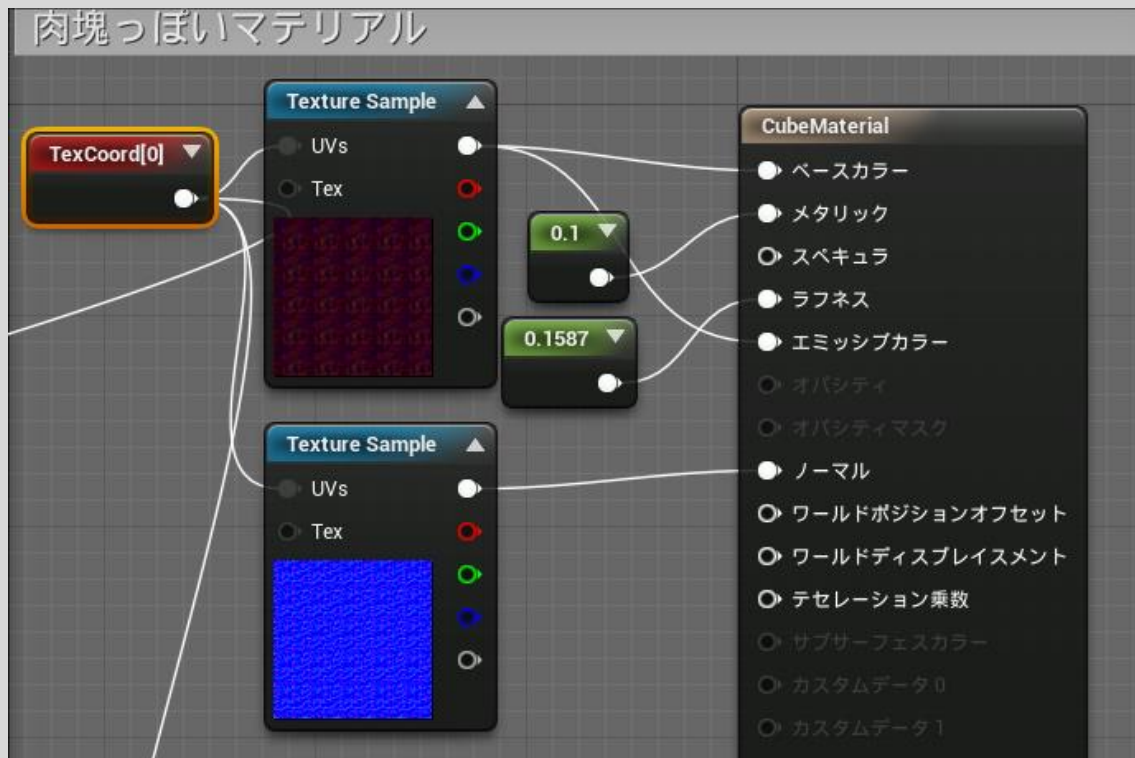 肉塊っぽいマテリアル
TexCoord[0]
Texture Sample
UVs
Tex
0.1
0.1587
Texture Sample
UVs
Tex
CubeMaterial
ベースカラー
メタリック
スペキュラ
ラフネス
エミッシブカラー
オパシティ
オパシティマスク
ノーマル
ワールドポジションオフセット
ワールドディスプレイスメント
テセレーション乗数
サブサーフェスカラー
カスタムデータ 0
カスタムデータ 1